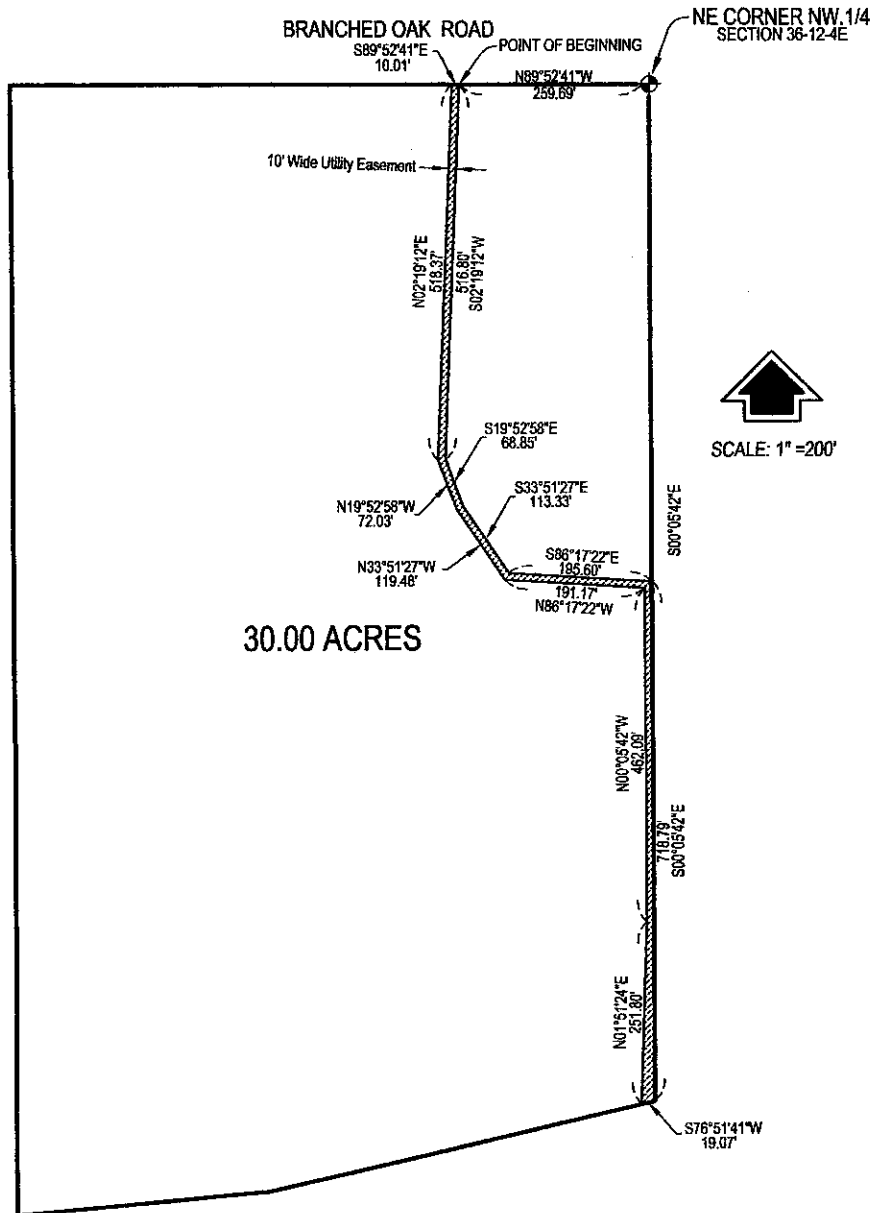 NE CORNER NW.1/4
SECTION 36-12-4E
BRANCHED OAK ROAD
S89°52'41"E
10.01'
POINT OF BEGINNING
N89°52'41"W
259.69'
10' Wide Utility Easement
N02°19'12"E
518.37'
516.80'
S02°19'12"W
SCALE: 1" =200'
S19°52'58"E
68.85'
N19°52'58"W
72.03'
S33°51'27"E
113.33'
S00°05'42"E
N33°51'27"W
119.48'
S86°17'22"E
195.60'
191.17'
N86°17'22"W
30.00 ACRES
N00°05'42"W
462.09'
718.79'
S00°05'42"E
N01°51'24"E
251.80'
S76°51'41"W
19.07'